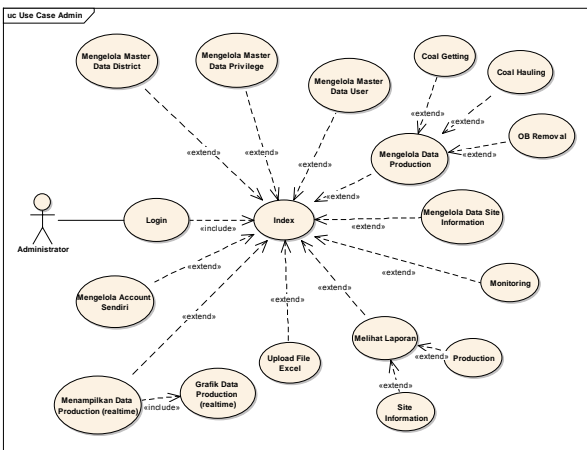 uc Use Case Admin
Mengelola Master
Data District
Mengelola Master
Data Privilege
Mengelola Master
Data User
Coal Getting
Coal Hauling
OB Removal
Mengelola Data
Production
«extend»
«extend»
«extend»
«extend»
«extend»
«extend»
«extend»
Administrator
Login
«include»
Index
Mengelola Data Site
Information
«extend»
Mengelola Account
Sendiri
«extend»
Monitoring
«extend»
Melihat Laporan
«extend»
Production
«extend»
Site
Information
«extend»
Upload File
Excel
«extend»
Menampilkan Data
Production (realtime)
«extend»
«include»
Grafik Data
Production
(realtime)